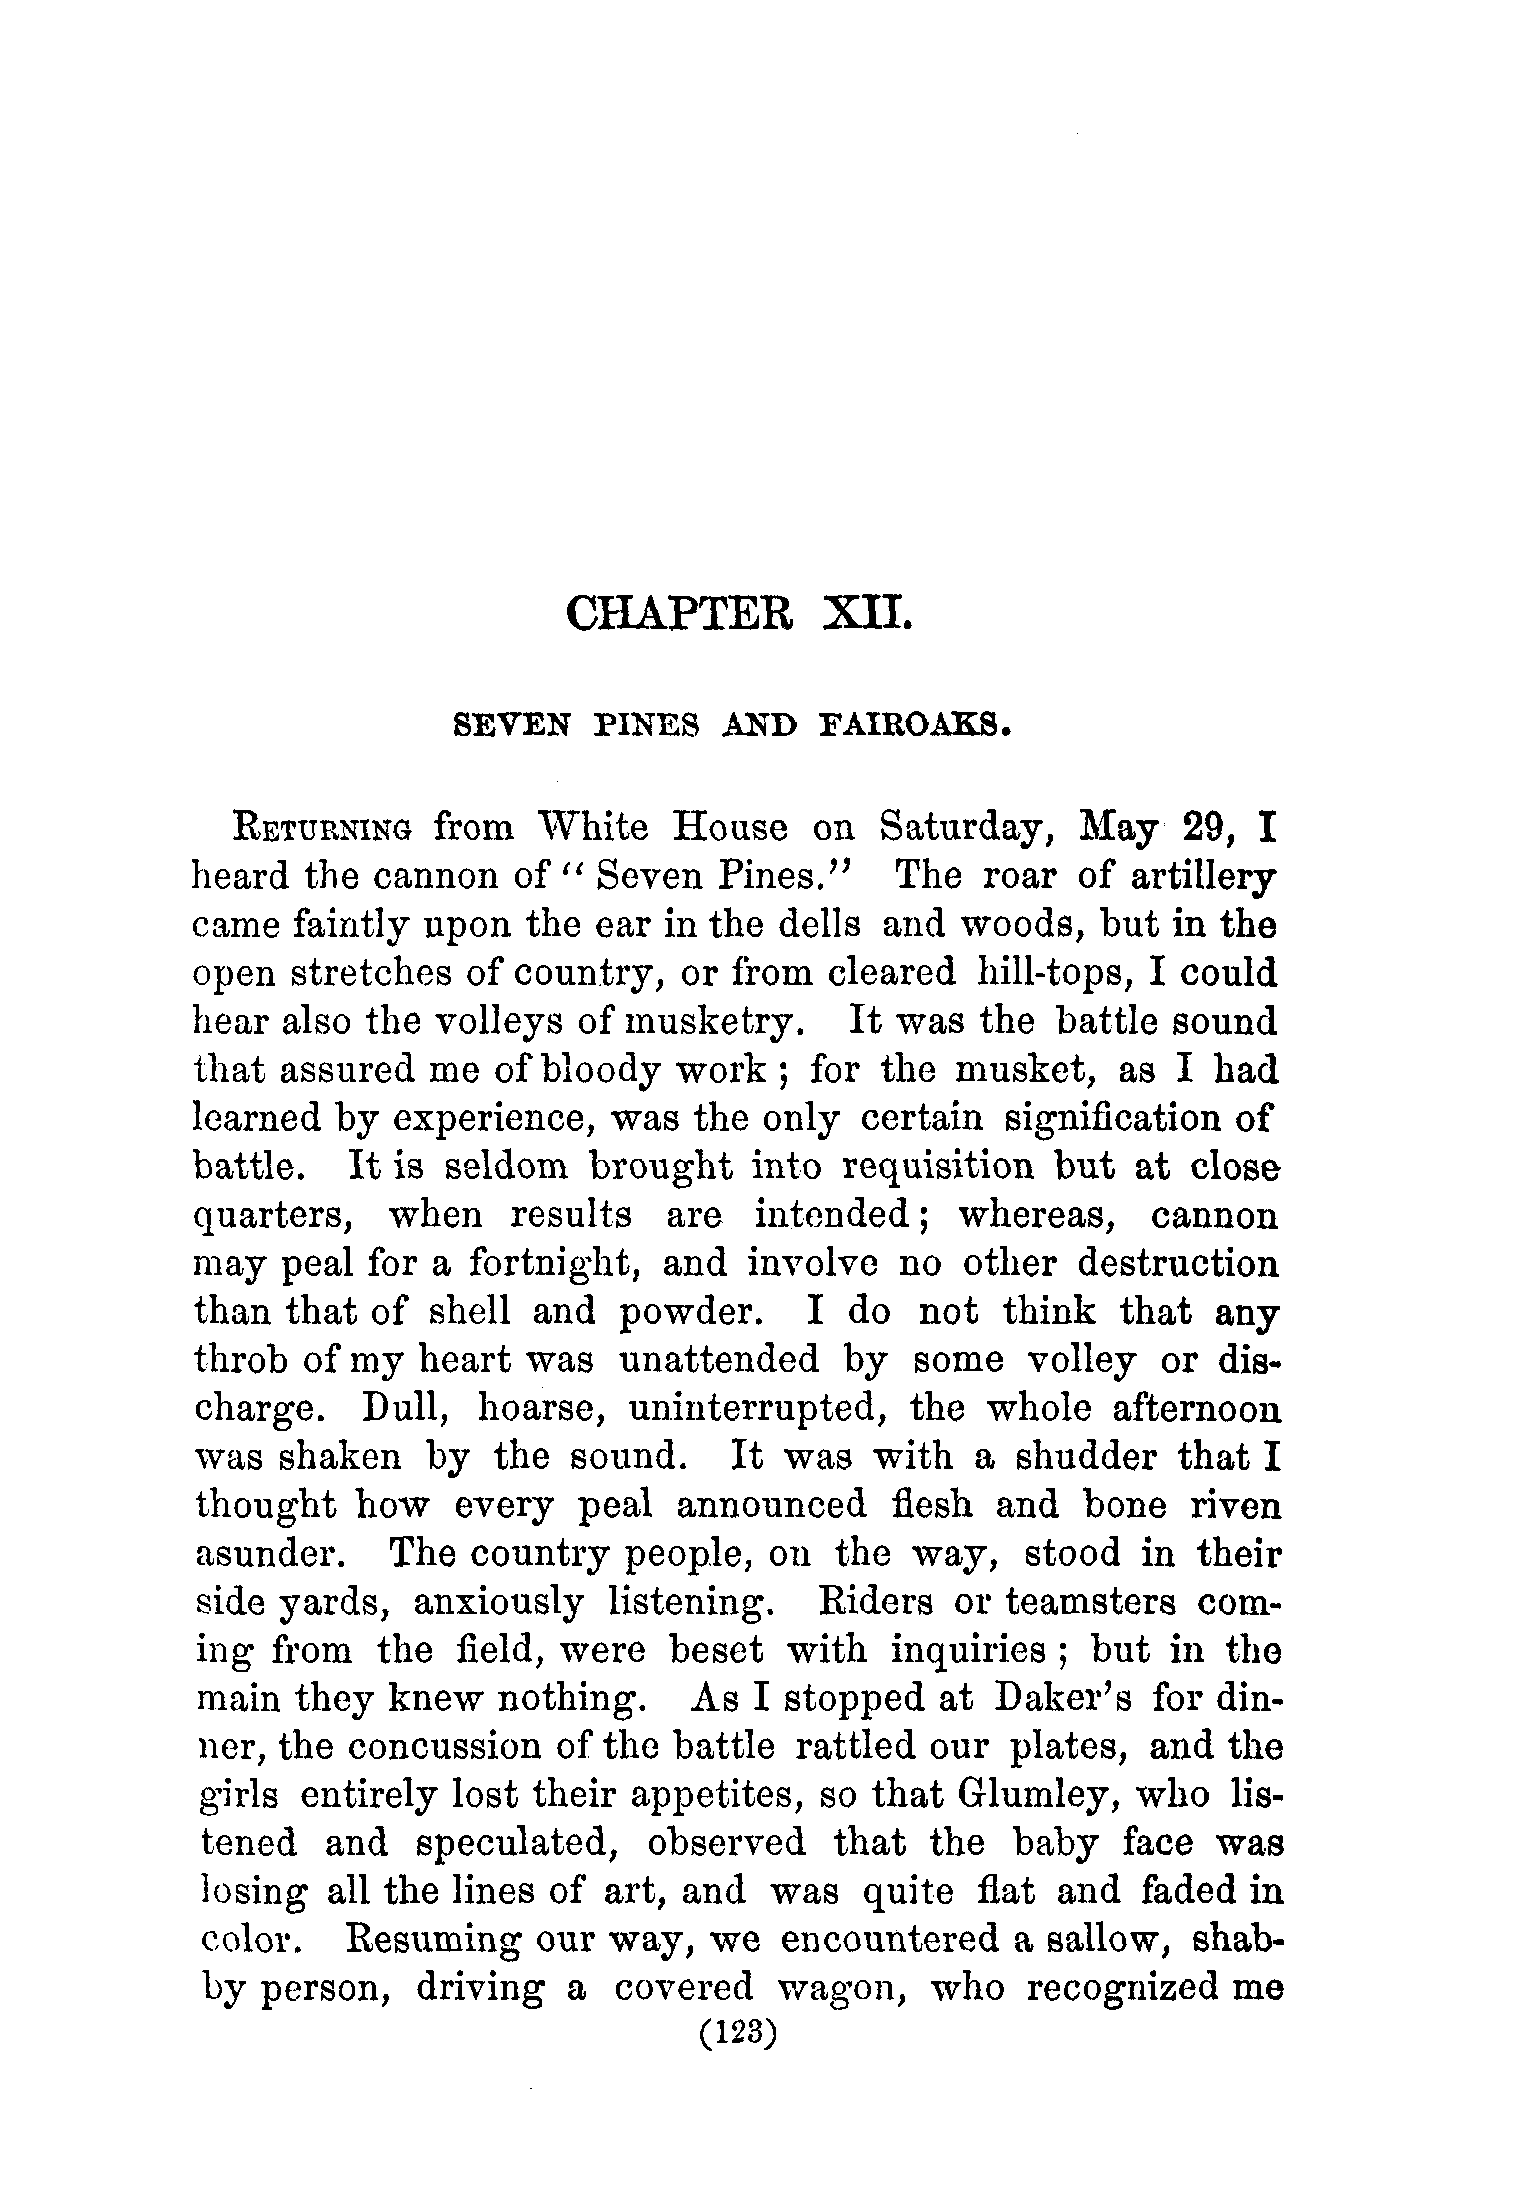 CHAPTER XII.
SEVEN PINES AND FAIROAKS.
RETURNING from White House on Saturday, May 29, I
heard the cannon of “ Seven Pines.” The roar of artillery
came faintly upon the ear in the dells and woods, but in the
open stretches of country, or from cleared hill-tops, I could
hear also the volleys of musketry. It was the battle sound
that assured me of bloody work ; for the musket, as I had
learned by experience, was the only certain signification of
battle. It is seldom brought into requisition but at close
quarters, when results are intended ; whereas, cannon
may peal for a fortnight, and involve no other destruction
than that of shell and powder. I do not think that any
throb of my heart was unattended by some volley or dis-
charge. Dull, hoarse, uninterrupted, the whole afternoon
was shaken by the sound. It was with a shudder that I
thought how every peal announced flesh and bone riven
asunder. The country people, on the way, stood in their
side yards, anxiously listening. Riders or teamsters com-
ing from the field, were beset with inquiries ; but in the
main they knew nothing. As I stopped at Daker’s for din-
ner, the concussion of the battle rattled our plates, and the
girls entirely lost their appetites, so that Glumley, who lis-
tened and speculated, observed that the baby face was
losing all the lines of art, and was quite flat and faded in
color. Resuming our way, we encountered a sallow, shab-
by person, driving a covered wagon, who recognized me
(123)